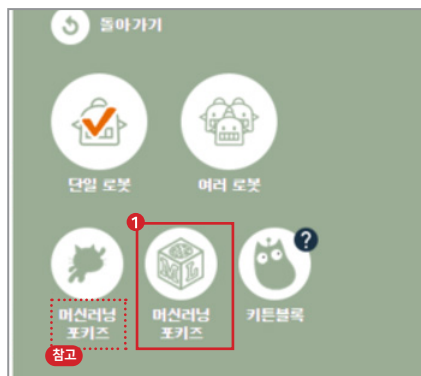 돌아가기
단일 로봇
여러 로봇
1
?
머신러닝
포키즈
머신러닝
포키즈
키튼블록
참고
ML